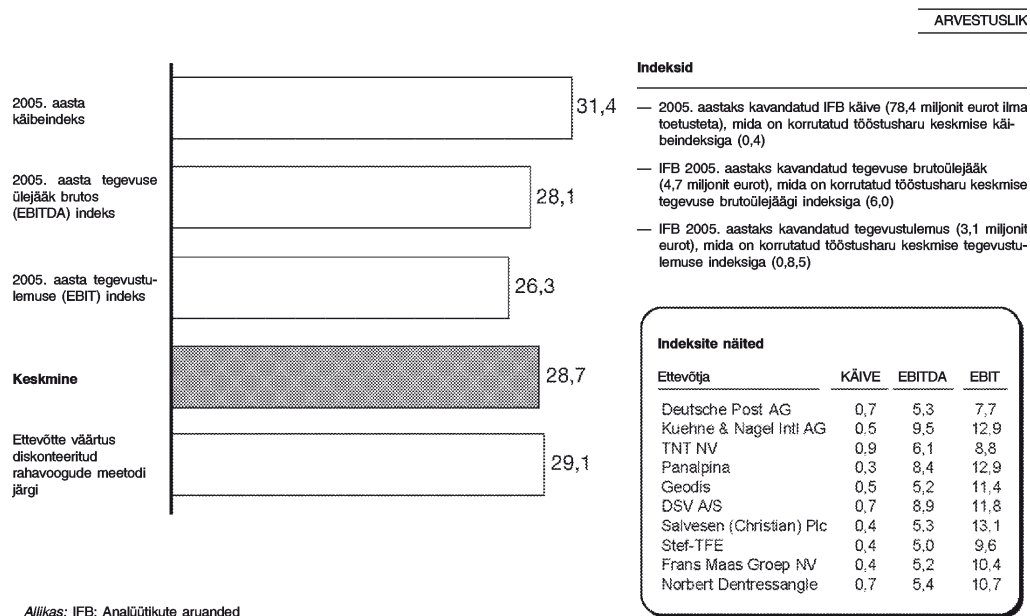 ARVESTUSLIK
2005. aasta
käibeindeks
31,4
2005. aasta tegevuse
ülejääk brutos
(EBITDA) indeks
28,1
2005. aasta tegevustu-
lemuse (EBIT) indeks
26,3
Keskmine
28,7
Ettevõtte väärtus
diskonteeritud
rahavoogude meetodi
järgi
29,1
Indeksid
— 2005. aastaks kavandatud IFB käive (78,4 miljonit eurot ilma
toetusteta), mida on korrutatud tööstusharu keskmise käi-
beindeksiga (0,4)
— IFB 2005. aastaks kavandatud tegevuse brutoülejääk
(4,7 miljonit eurot), mida on korrutatud tööstusharu keskmise
tegevuse brutoülejäägi indeksiga (6,0)
— IFB 2005. aastaks kavandatud tegevustulemus (3,1 miljonit
eurot), mida on korrutatud tööstusharu keskmise tegevustu-
lemuse indeksiga (0,8,5)
Indeksite näited
Ettevõtja KÄIVE EBITDA EBIT
Deutsche Post AG 0,7 5,3 7,7
Kuehne & Nagel Intl AG 0,5 9,5 12,9
TNT NV 0,9 6,1 8,8
Panalpina 0,3 8,4 12,9
Geodis 0,5 5,2 11,4
DSV A/S 0,7 8,9 11,8
Salvesen (Christian) Plc 0,4 5,3 13,1
Stef-TFE 0,4 5,0 9,6
Frans Maas Groep NV 0,4 5,2 10,4
Norbert Dentressangle 0,7 5,4 10,7
Allikas: IFB: Analüütikute aruanded